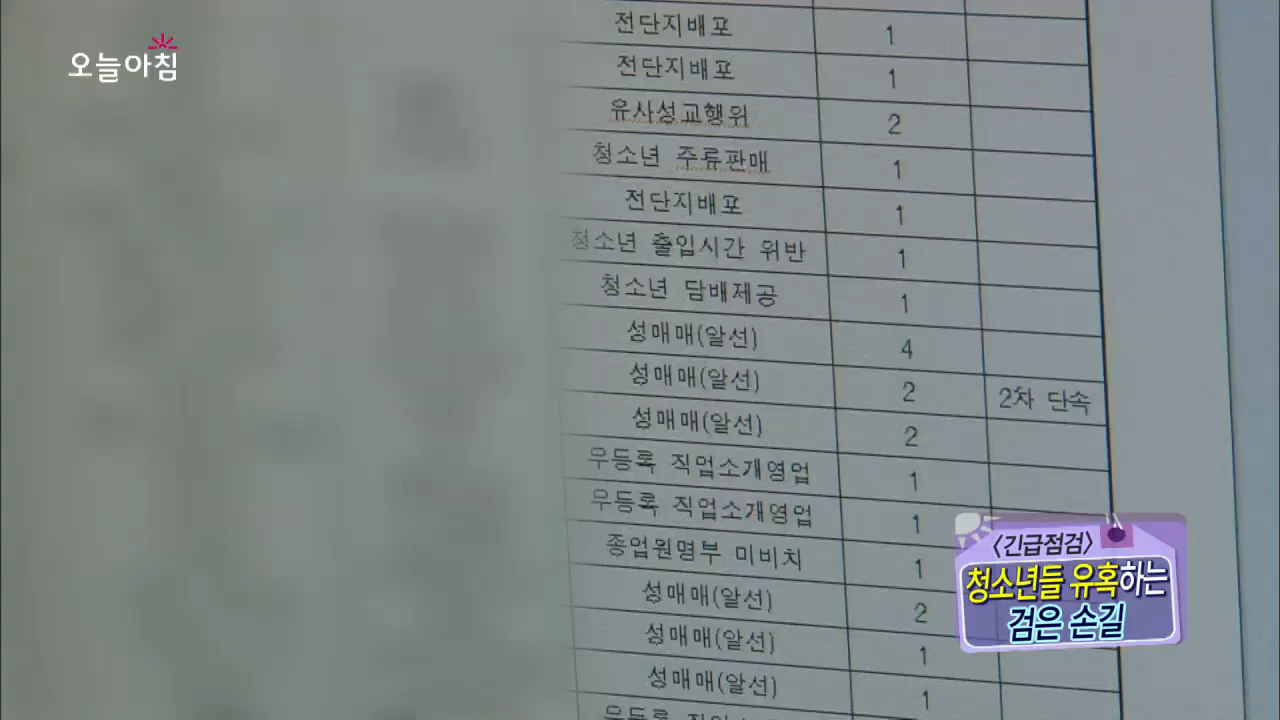 오늘아침
전단지배포 1
전단지배포 1
유사성교행위 2
청소년 주류판매 1
전단지배포 1
청소년 출입시간 위반 1
청소년 담배제공 1
성매매(알선) 4
성매매(알선) 2 2차 단속
성매매(알선) 2
무등록 직업소개영업 1
무등록 직업소개영업 1
종업원명부 미비치 1
성매매(알선) 2
성매매(알선) 1
성매매(알선) 1
<긴급점검>
청소년들 유혹하는
검은 손길